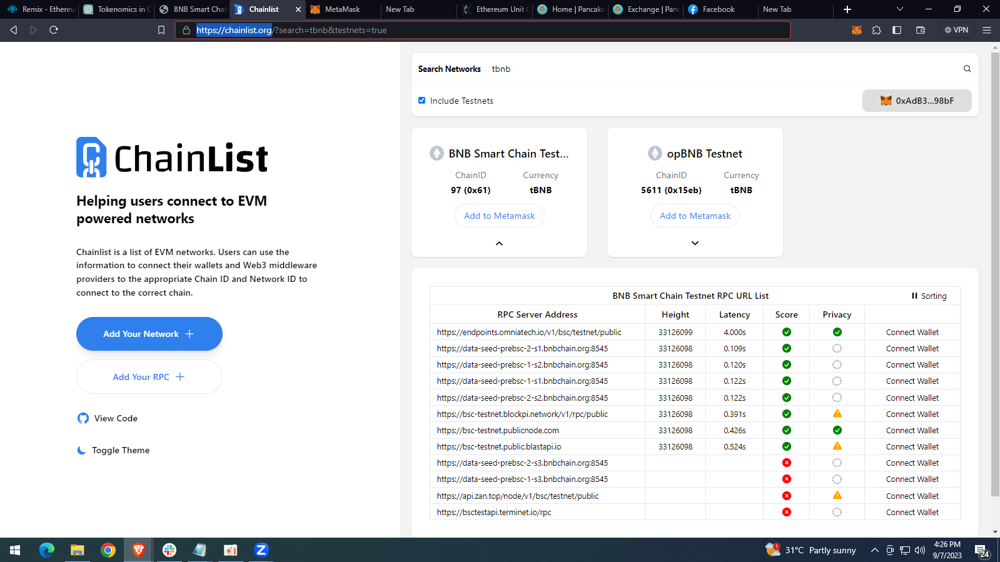 Remix - Ethereu
Tokenomics in C
BNB Smart Chai
Chainlist
MetaMask
New Tab
Ethereum Unit C
Home | Pancake
Exchange | Panc
Facebook
New Tab
https://chainlist.org/?search=tbnb&testnets=true
VPN
ChainList
Helping users connect to EVM
powered networks
Chainlist is a list of EVM networks. Users can use the
information to connect their wallets and Web3 middleware
providers to the appropriate Chain ID and Network ID to
connect to the correct chain.
Add Your Network
Add Your RPC
View Code
Toggle Theme
Search Networks tbnb
Include Testnets
0xAdB3...98bF
BNB Smart Chain Test...
ChainID Currency
97 (0x61) tBNB
Add to Metamask
opBNB Testnet
ChainID Currency
5611 (0x15eb) tBNB
Add to Metamask
BNB Smart Chain Testnet RPC URL List Sorting
RPC Server Address Height Latency Score Privacy
https://endpoints.omniatech.io/v1/bsc/testnet/public 33126099 4.000s Connect Wallet
https://data-seed-prebsc-2-s1.bnbchain.org:8545 33126098 0.109s Connect Wallet
https://data-seed-prebsc-1-s2.bnbchain.org:8545 33126098 0.120s Connect Wallet
https://data-seed-prebsc-1-s1.bnbchain.org:8545 33126098 0.122s Connect Wallet
https://data-seed-prebsc-2-s2.bnbchain.org:8545 33126098 0.122s Connect Wallet
https://bsc-testnet.blockpi.network/v1/rpc/public 33126098 0.391s Connect Wallet
https://bsc-testnet.publicnode.com 33126098 0.426s Connect Wallet
https://bsc-testnet.public.blastapi.io 33126098 0.524s Connect Wallet
https://data-seed-prebsc-2-s3.bnbchain.org:8545 Connect Wallet
https://data-seed-prebsc-1-s3.bnbchain.org:8545 Connect Wallet
https://api.zan.top/node/v1/bsc/testnet/public Connect Wallet
https://bsctestapi.terminet.io/rpc Connect Wallet
1
31°C Partly sunny
4:26 PM
9/7/2023
24